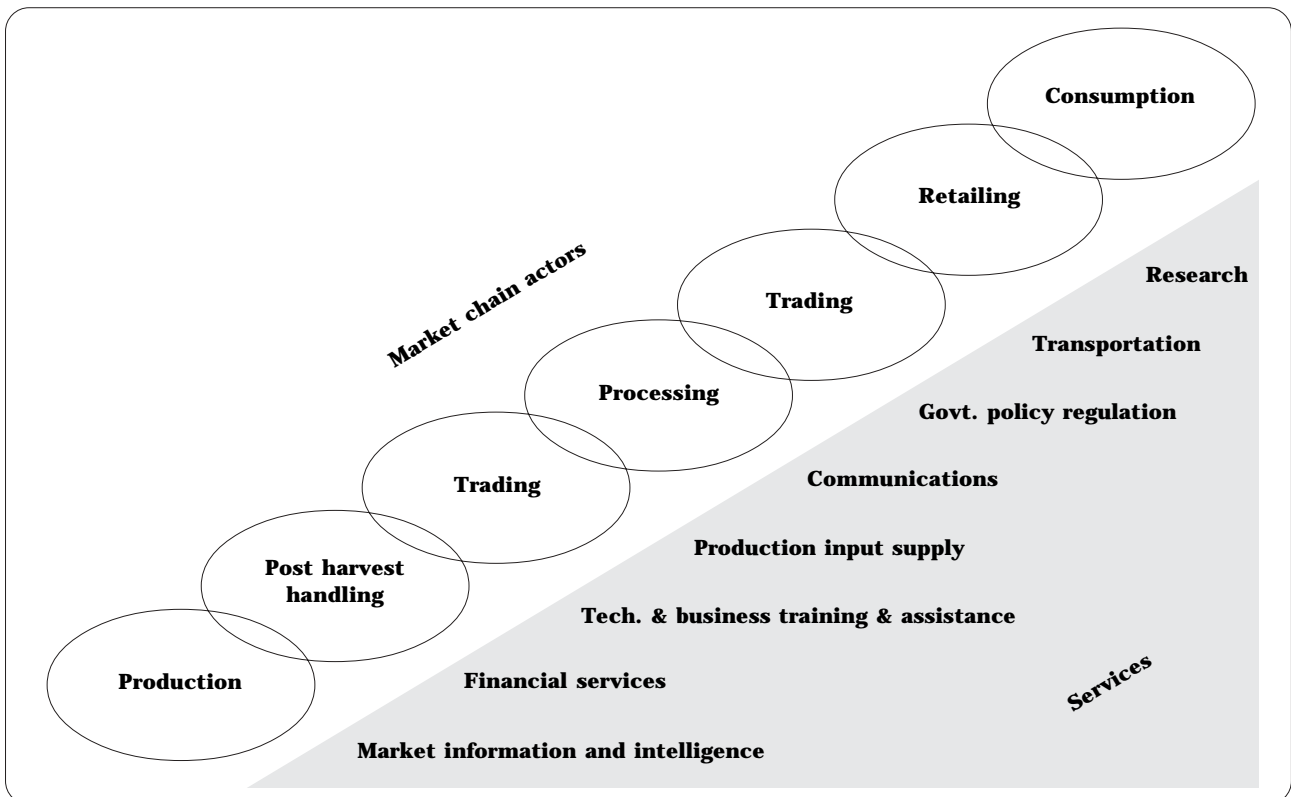 Consumption
Retailing
Research
Market chain actors
Trading
Transportation
Processing
Govt. policy regulation
Trading
Communications
Production input supply
Post harvest
handling
Tech. & business training & assistance
Production
Financial services
Services
Market information and intelligence